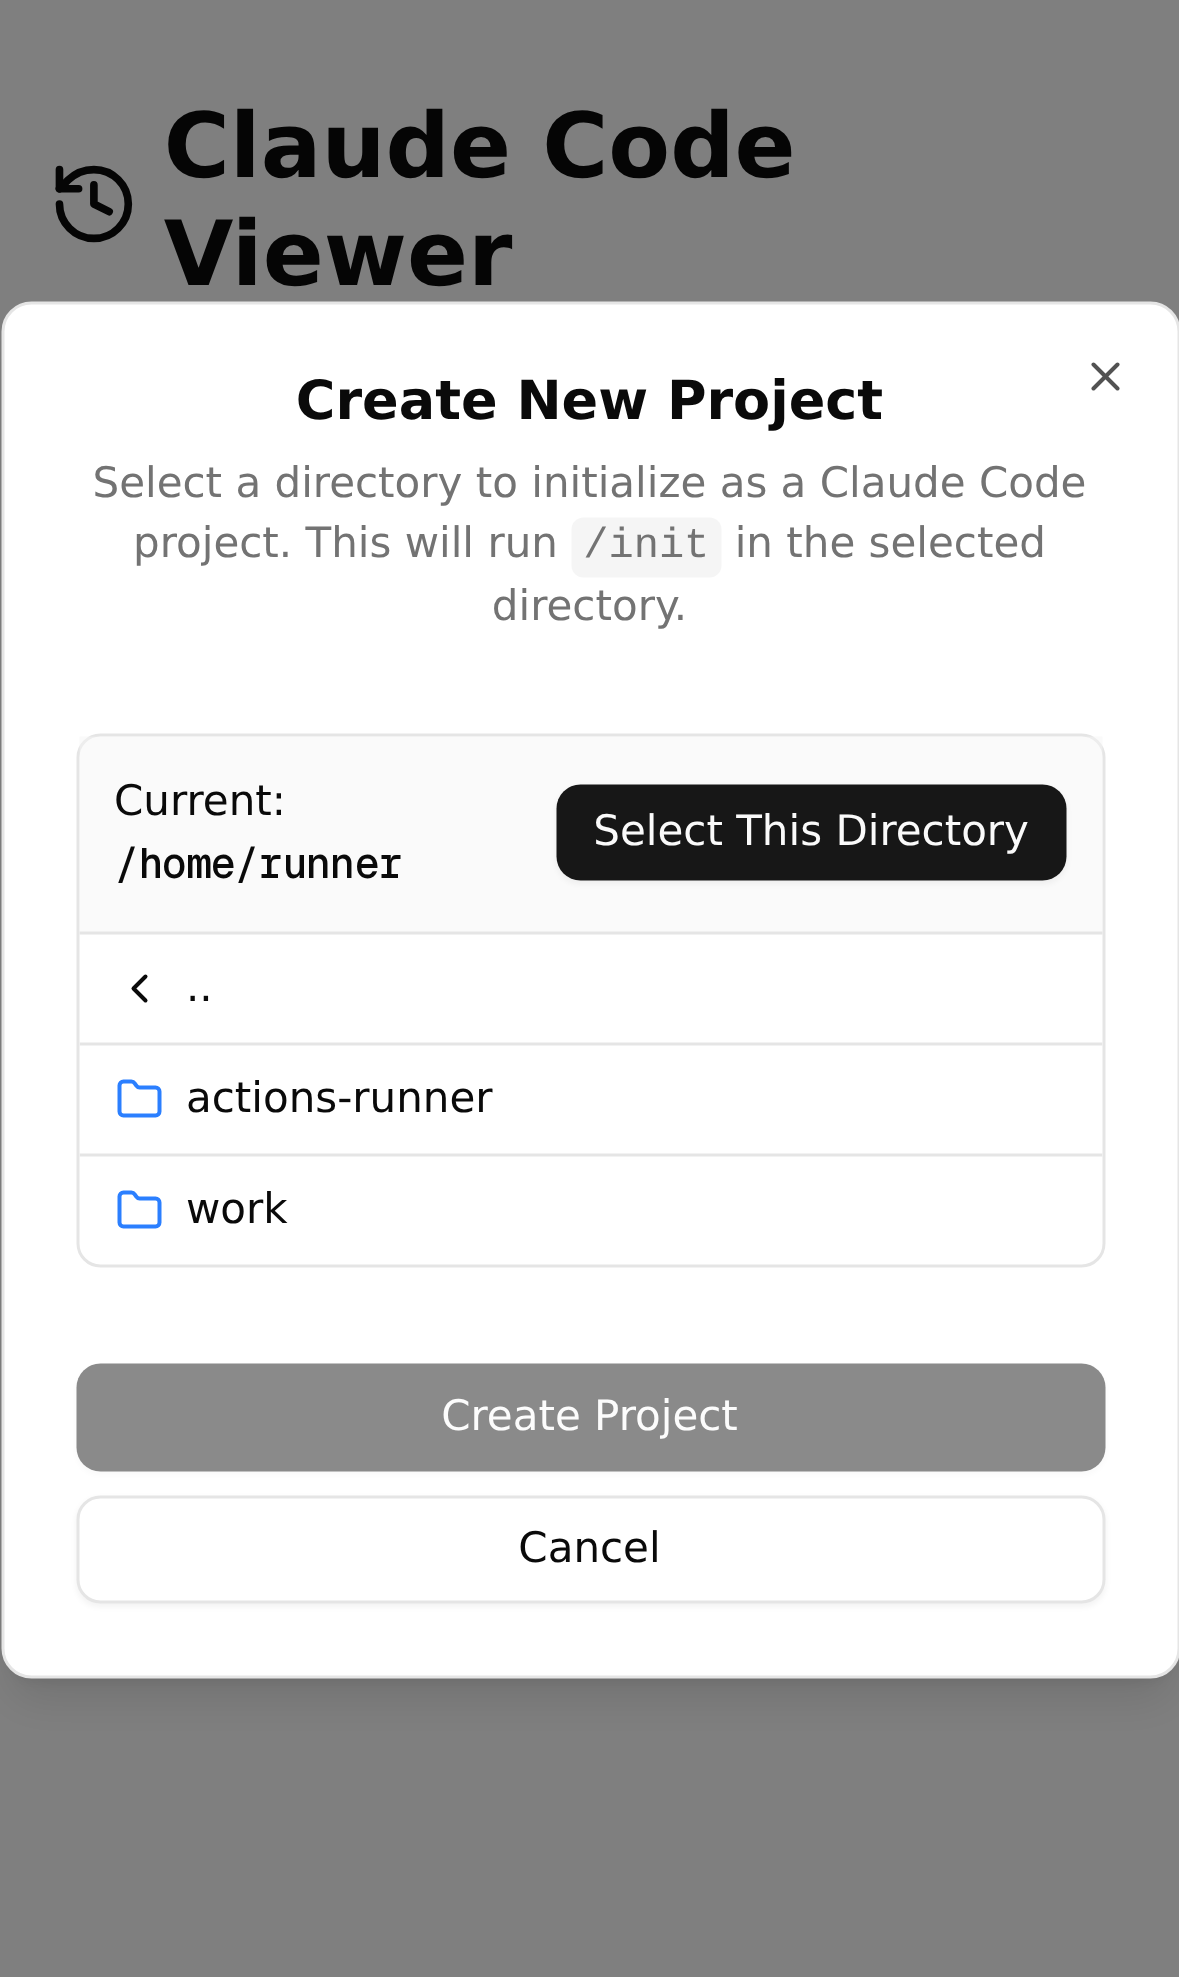 Claude Code
Viewer
Create New Project
Select a directory to initialize as a Claude Code
project. This will run /init in the selected
directory.
Current:
/home/runner
Select This Directory
..
actions-runner
work
Create Project
Cancel